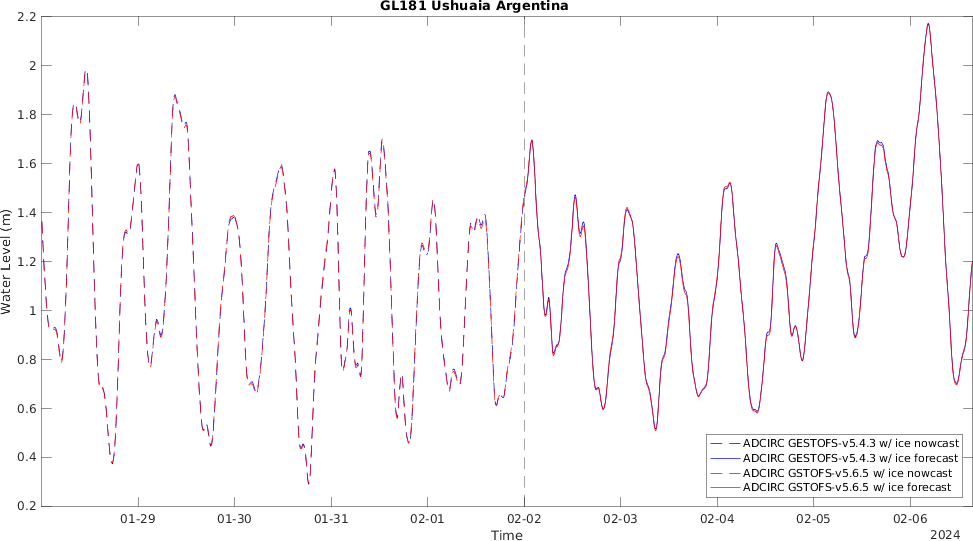 GL181 Ushuaia Argentina
2.2
2
1.8
1.6
1.4
1.2
1
0.8
0.6
0.4
0.2
Water Level (m)
ADCIRC GESTOFS-v5.4.3 w/ ice nowcast
ADCIRC GESTOFS-v5.4.3 w/ ice forecast
ADCIRC GSTOFS-v5.6.5 w/ ice nowcast
ADCIRC GSTOFS-v5.6.5 w/ ice forecast
01-29 01-30 01-31 02-01 02-02 02-03 02-04 02-05 02-06
Time
2024